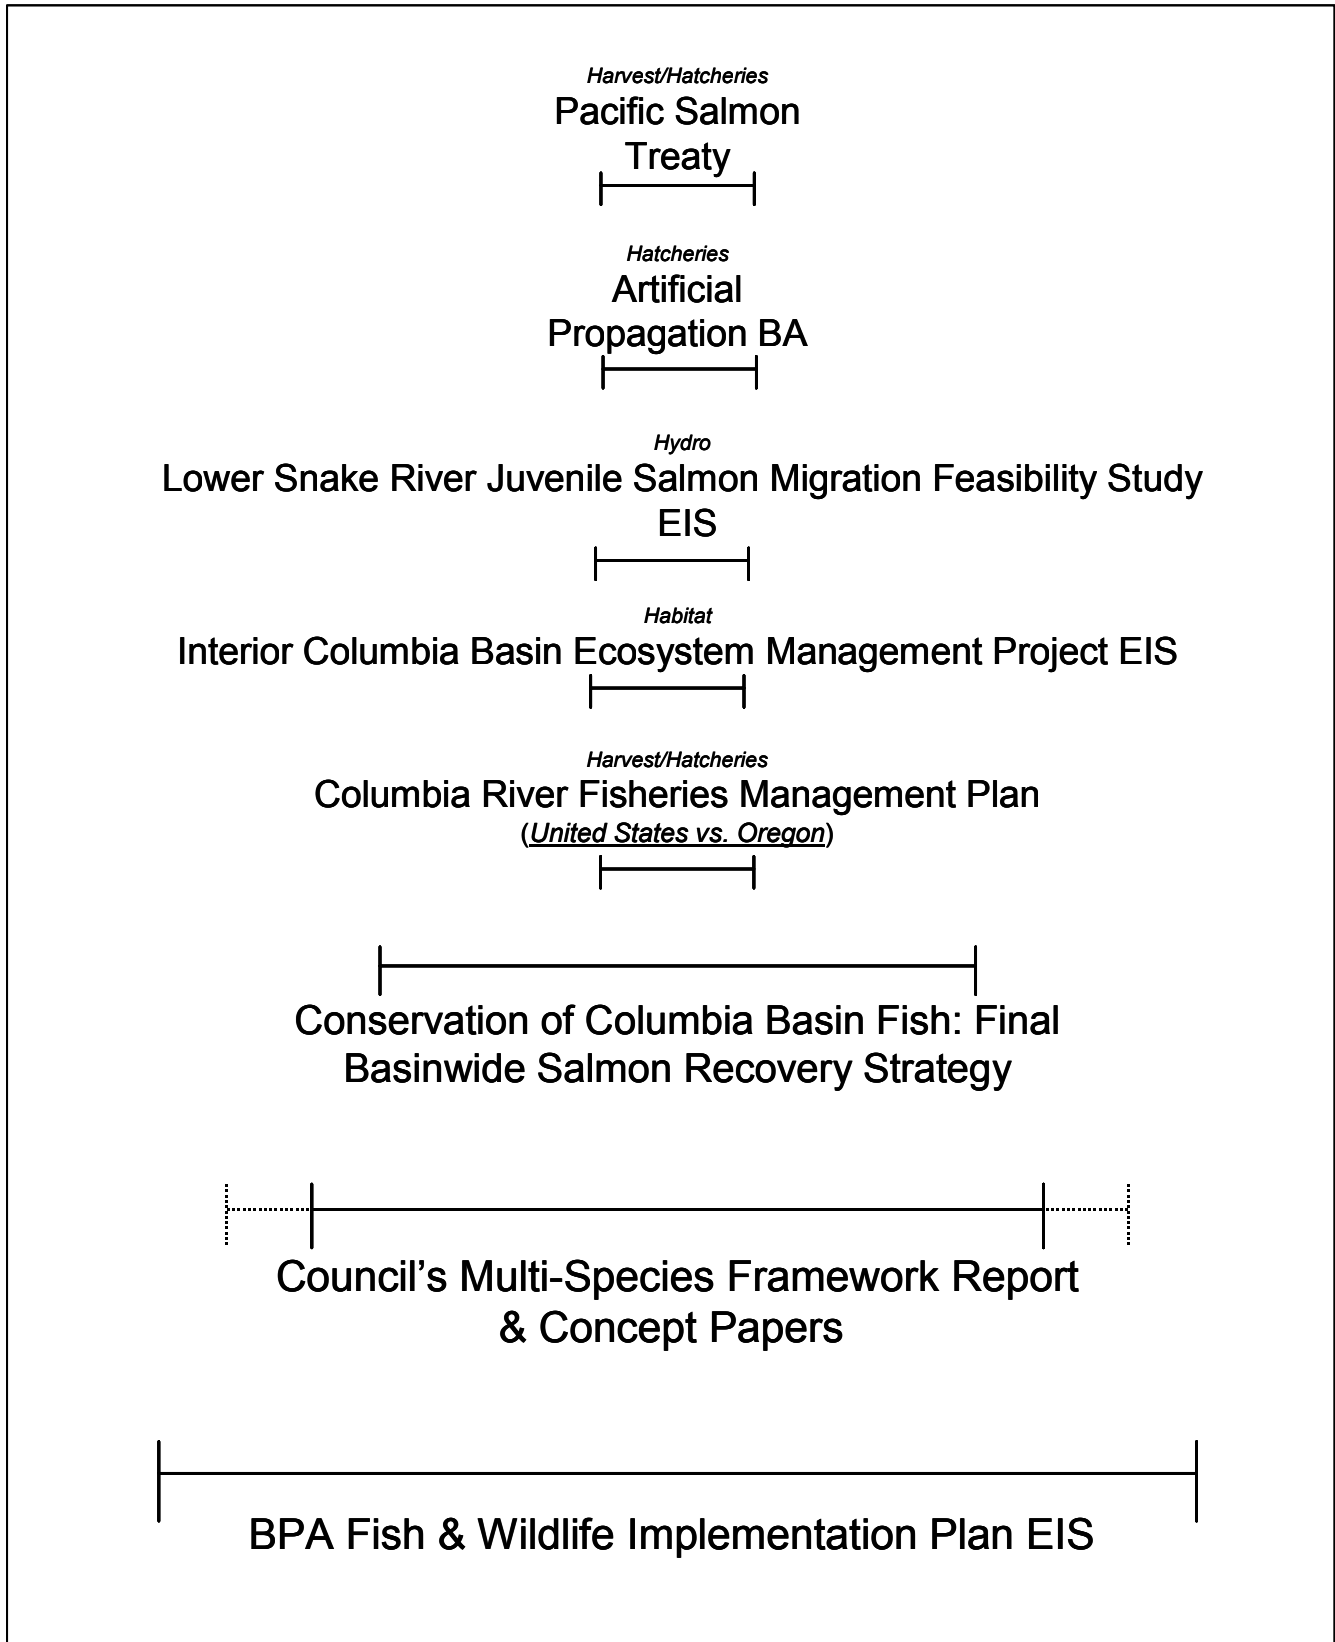 Harvest/Hatcheries
Pacific Salmon
Treaty
Hatcheries
Artificial
Propagation BA
Hydro
Lower Snake River Juvenile Salmon Migration Feasibility Study
EIS
Habitat
Interior Columbia Basin Ecosystem Management Project EIS
Harvest/Hatcheries
Columbia River Fisheries Management Plan
(United States vs. Oregon)
Conservation of Columbia Basin Fish: Final
Basinwide Salmon Recovery Strategy
Council’s Multi-Species Framework Report
& Concept Papers
BPA Fish & Wildlife Implementation Plan EIS